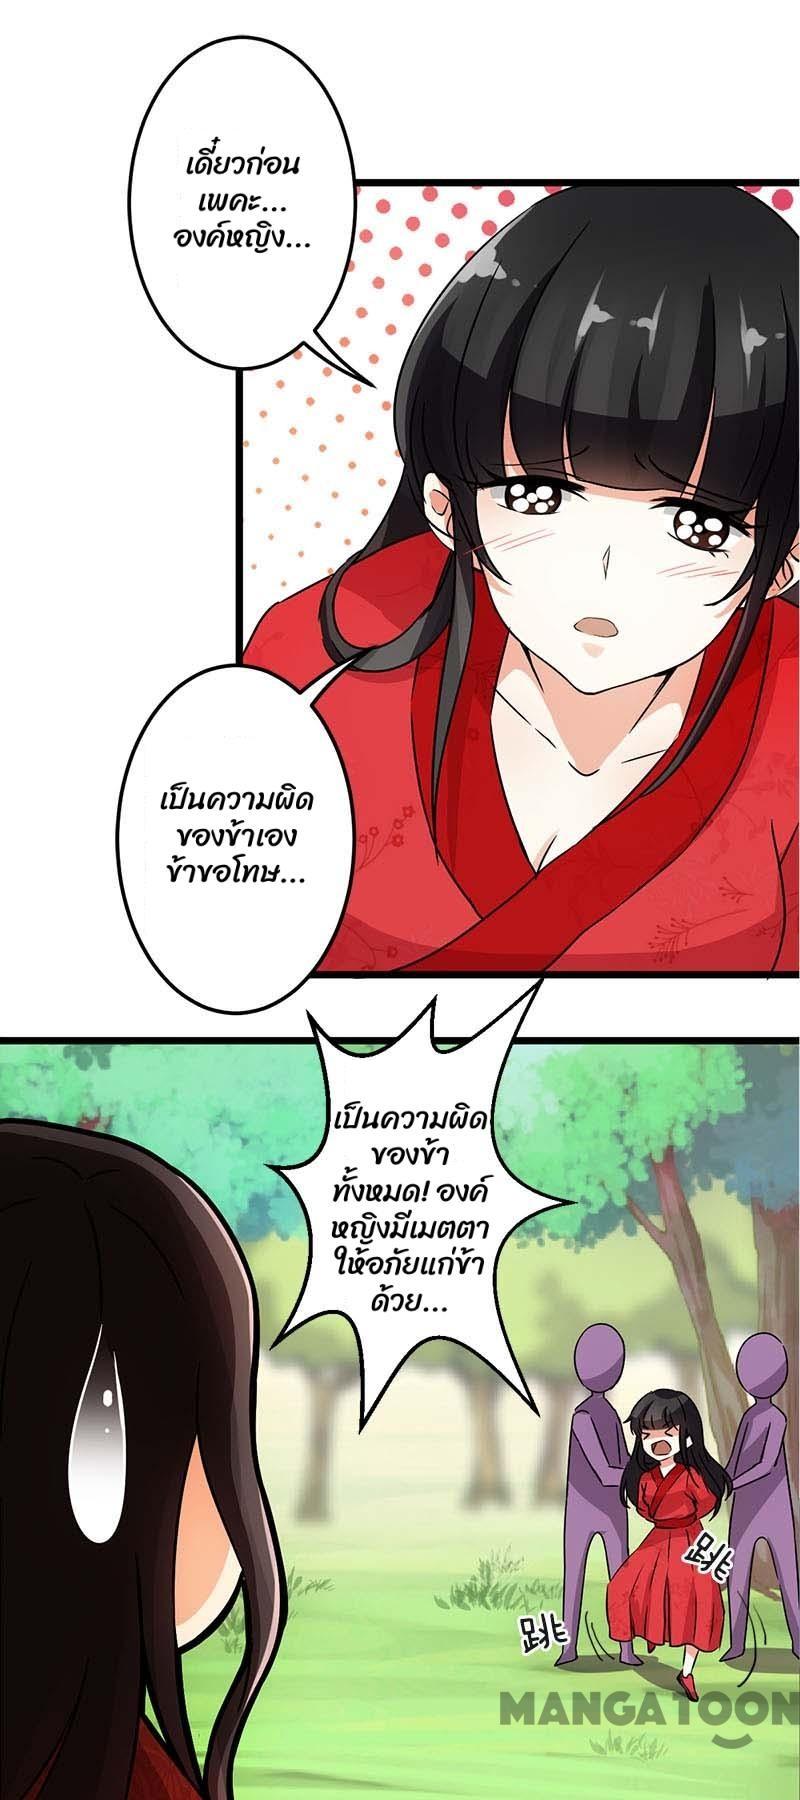 เดี๋ยวก่อน
เพคะ...
องค์หญิง...
เป็นความผิด
ของข้าเอง
ข้าขอโทษ...
เป็นความผิด
ของข้า
ทั้งหมด! องค์
หญิงมีเมตตา
ให้อภัยแก่ข้า
ด้วย...
跳
跳
MANGATOON